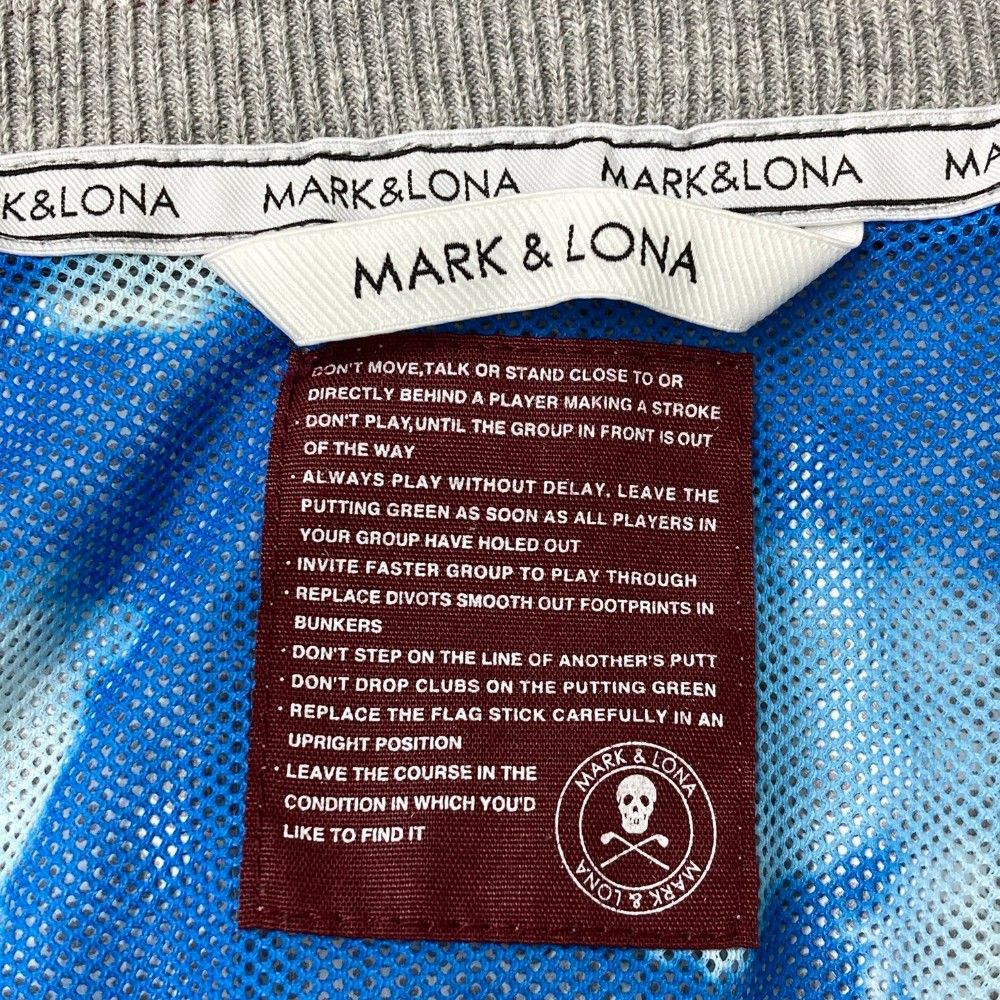 K&LONA MARK&LONA MARK&LONA MA
MARK & LONA
DON'T MOVE,TALK OR STAND CLOSE TO OR
DIRECTLY BEHIND A PLAYER MAKING A STROKE
· DON'T PLAY,UNTIL THE GROUP IN FRONT IS OUT
OF THE WAY
· ALWAYS PLAY WITHOUT DELAY. LEAVE THE
PUTTING GREEN AS SOON AS ALL PLAYERS IN
YOUR GROUP HAVE HOLED OUT
· INVITE FASTER GROUP TO PLAY THROUGH
· REPLACE DIVOTS SMOOTH OUT FOOTPRINTS IN
BUNKERS
· DON'T STEP ON THE LINE OF ANOTHER'S PUTT
· DON'T DROP CLUBS ON THE PUTTING GREEN
· REPLACE THE FLAG STICK CAREFULLY IN AN
UPRIGHT POSITION
· LEAVE THE COURSE IN THE
CONDITION IN WHICH YOU'D
LIKE TO FIND IT
MARK & LONA
MARK & LONA